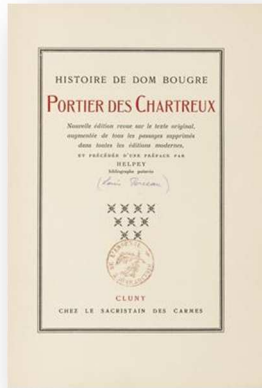 HISTOIRE DE DOM BOUGRE
PORTIER DES CHARTREUX
Nouvelle édition revue sur le texte original,
augmentée de tous les passages supprimés
dans toutes les éditions modernes,
ET PRÉCÉDÉE D'UNE PRÉFACE PAR
HELPEY
bibliographe poitevin
CLUNY
CHEZ LE SACRISTAIN DES CARMES